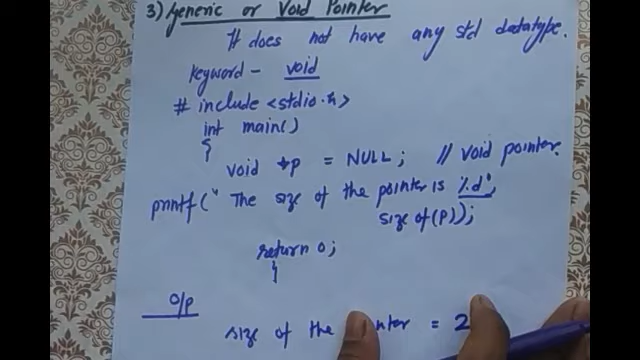 3) Generic or Void Pointer
It does not have any std datatype.
Keyword - void
# include <stdio.h>
int main()
{
void *p = NULL; // void pointer.
printf(" The size of the pointer is %d",
size of (P));
return 0;
}
O/p
size of the = 2